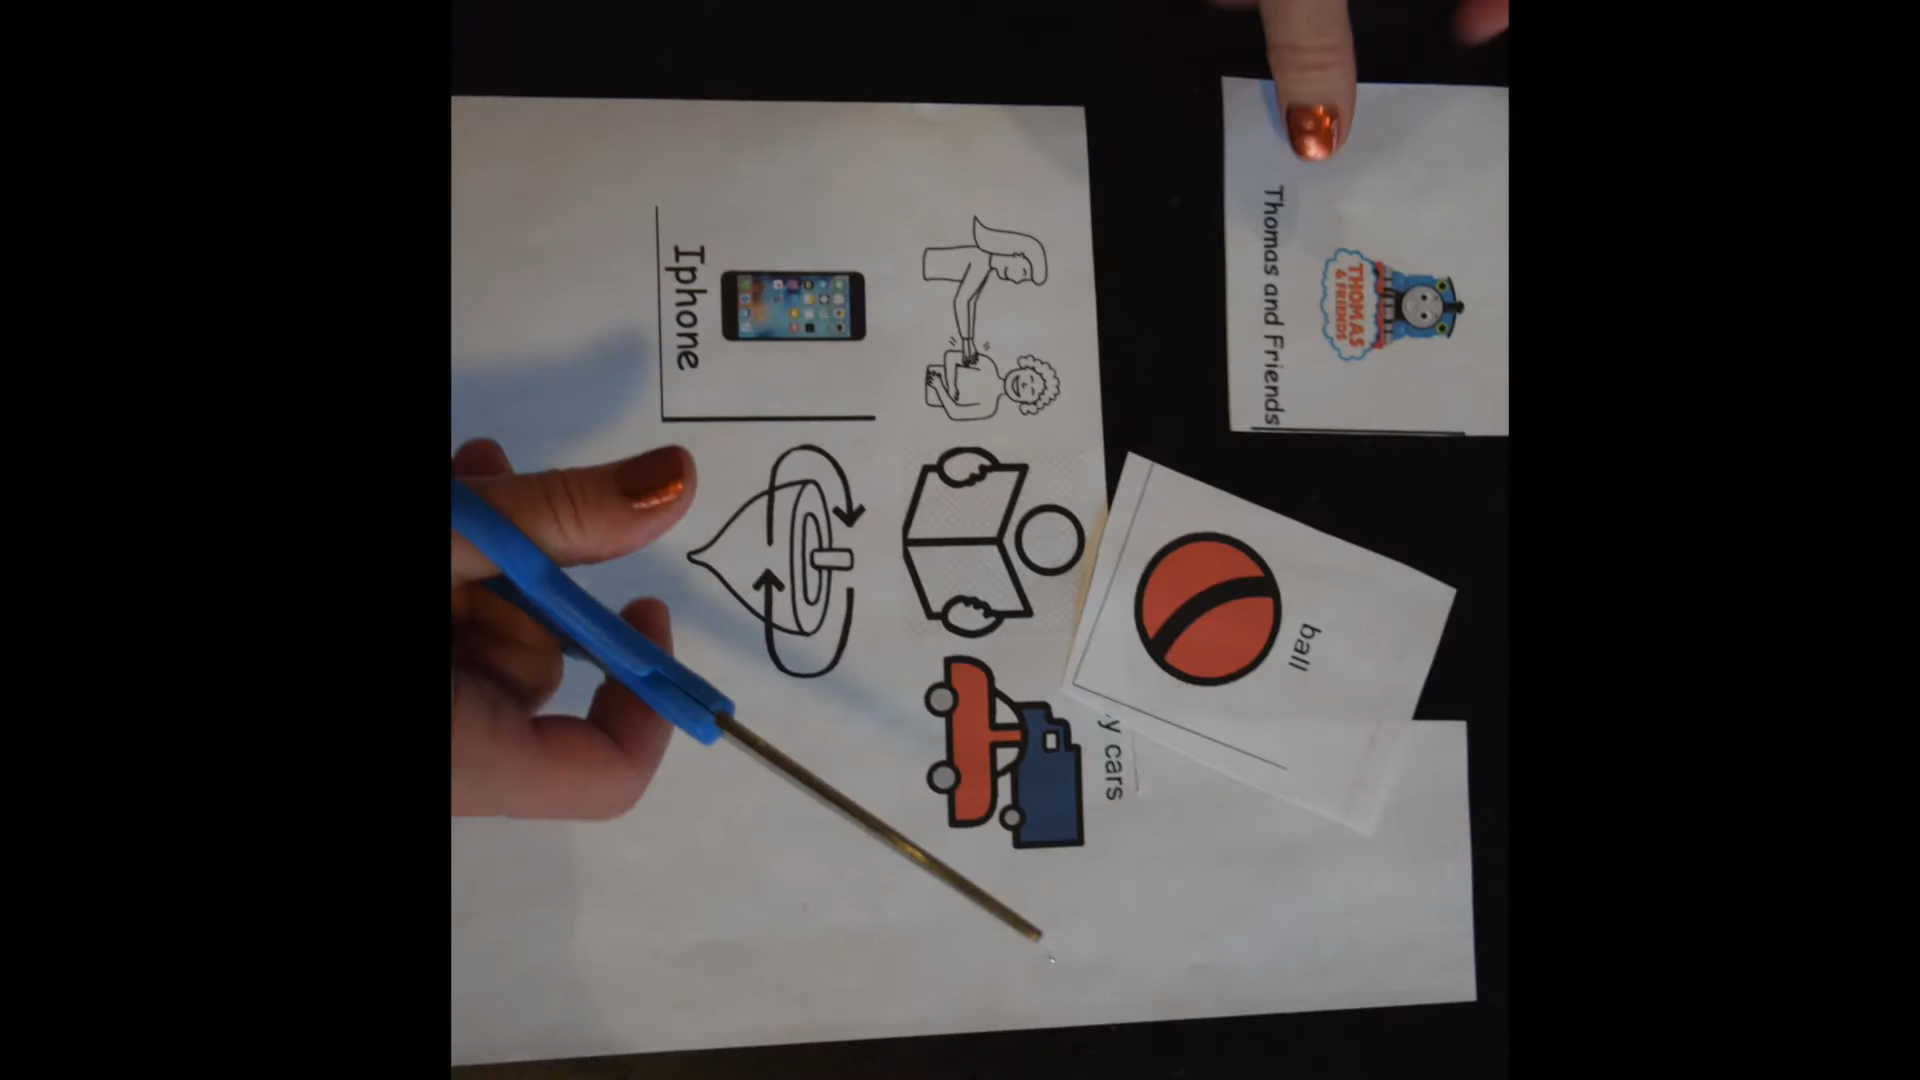 Thomas and Friends
THOMAS
& FRIENDS
Iphone
ball
y cars